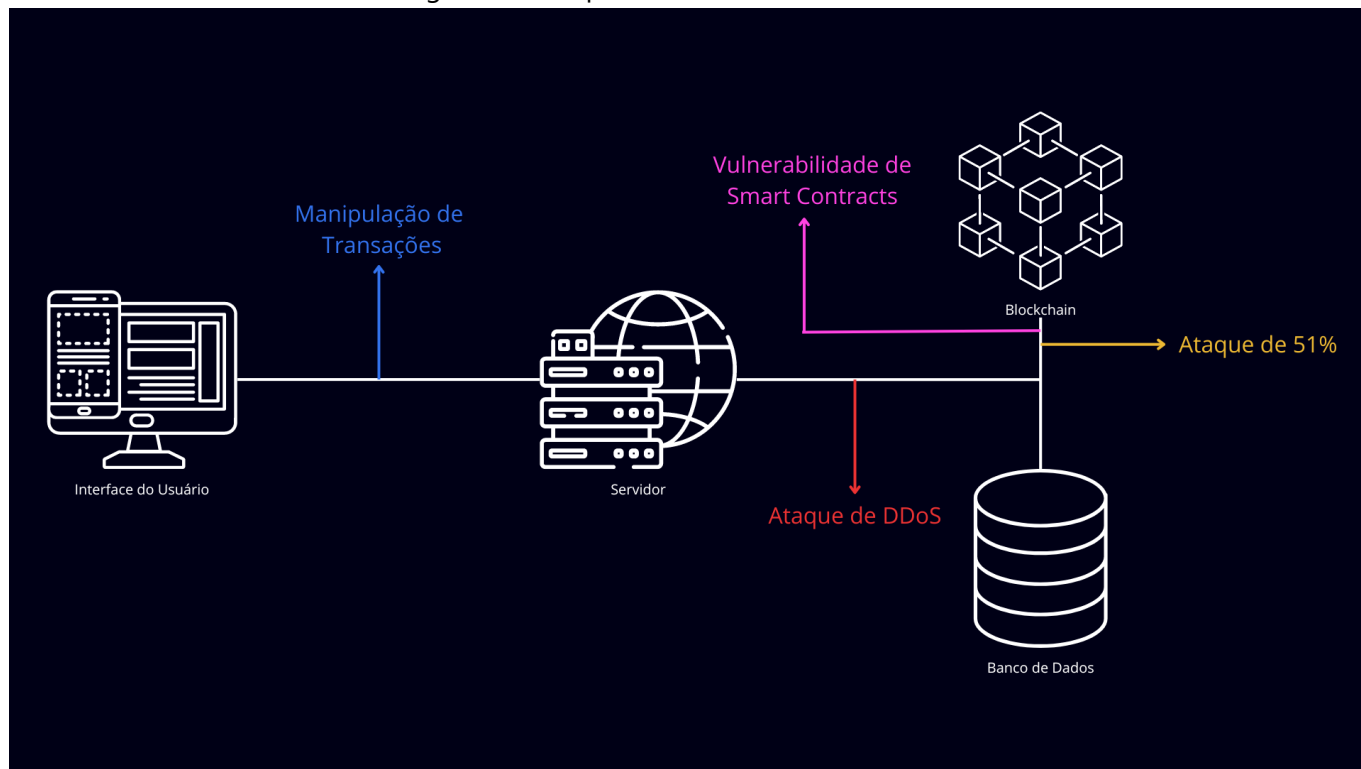 Vulnerabilidade de
Smart Contracts
Manipulação de
Transações
Blockchain
Ataque de 51%
Interface do Usuário
Servidor
Ataque de DDoS
Banco de Dados